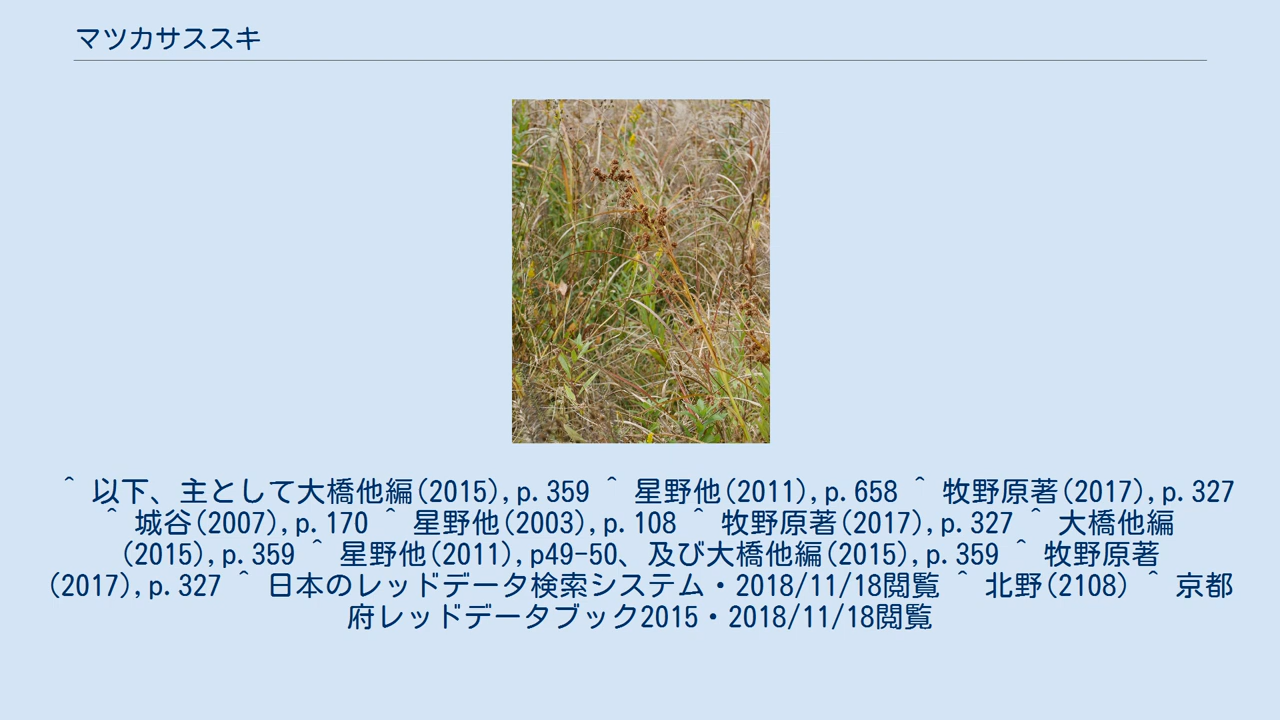 マツカサススキ
^ 以下、主として大橋他編(2015),p.359 ^ 星野他(2011),p.658 ^ 牧野原著(2017),p.327
^ 城谷(2007),p.170 ^ 星野他(2003),p.108 ^ 牧野原著(2017),p.327 ^ 大橋他編
(2015),p.359 ^ 星野他(2011),p49-50、及び大橋他編(2015),p.359 ^ 牧野原著
(2017),p.327 ^ 日本のレッドデータ検索システム・2018/11/18閲覧 ^ 北野(2108) ^ 京都
府レッドデータブック2015・2018/11/18閲覧